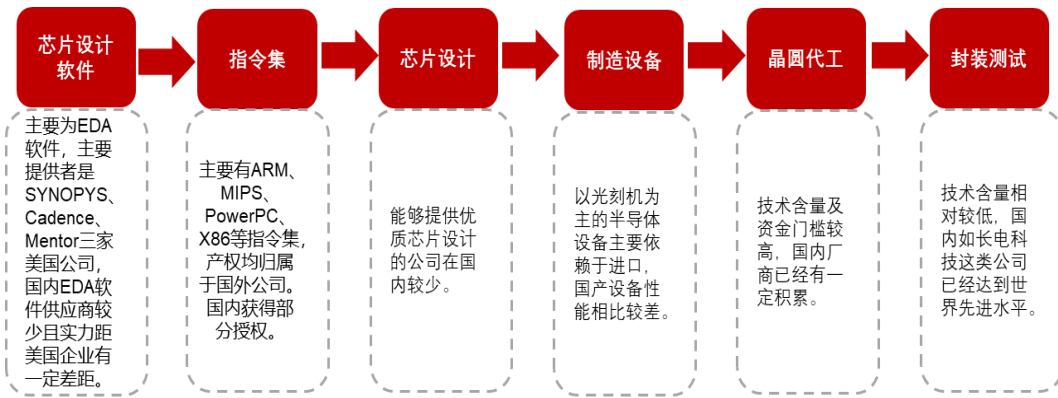 芯片设计
软件
指令集
芯片设计
制造设备
晶圆代工
封装测试
主要为EDA
软件，主要
提供者是
SYNOPYS、
Cadence、
Mentor三家
美国公司，
国内EDA软
件供应商较
少且实力距
美国企业有
一定差距。
主要有ARM、
MIPS、
PowerPC、
X86等指令集，
产权均归属
于国外公司。
国内获得部
分授权。
能够提供优
质芯片设计
的公司在国
内较少。
以光刻机为
主的半导体
设备主要依
赖于进口，
国产设备性
能相比较差。
技术含量及
资金门槛较
高，国内厂
商已经有一
定积累。
技术含量相
对较低，国
内如长电科
技这类公司
已经达到世
界先进水平。